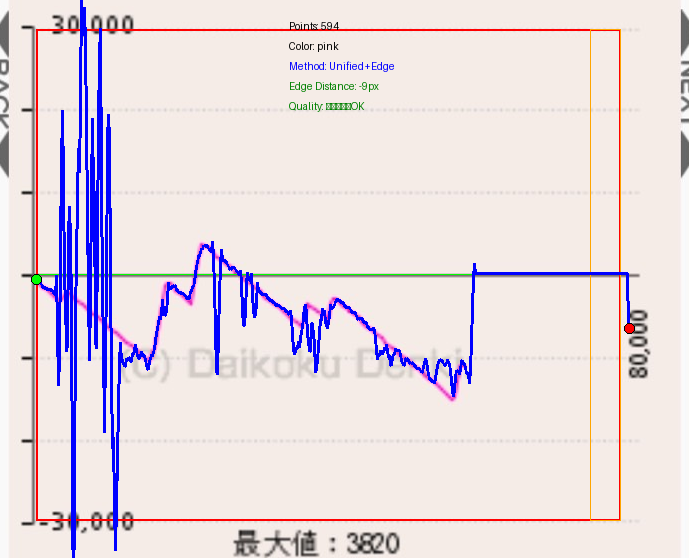 30,000
Points: 594
Color: pink
Method: Unified+Edge
Edge Distance: -9px
Quality: OK
BACK
NEXT
(C) Daikoku Denki
80,000
-30,000
最大値：3820